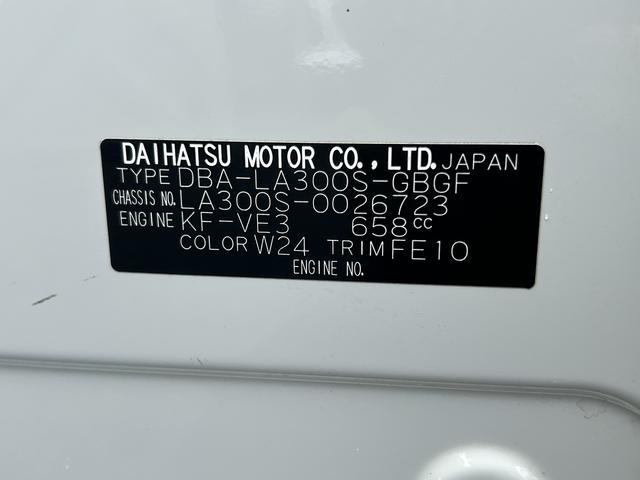 DAIHATSU MOTOR CO., LTD. JAPAN
TYPE DBA-LA300S-GBGF
CHASSIS NO. LA300S-0026723
ENGINE KF-VE3 658cc
COLOR W24 TRIM FE10
ENGINE NO.